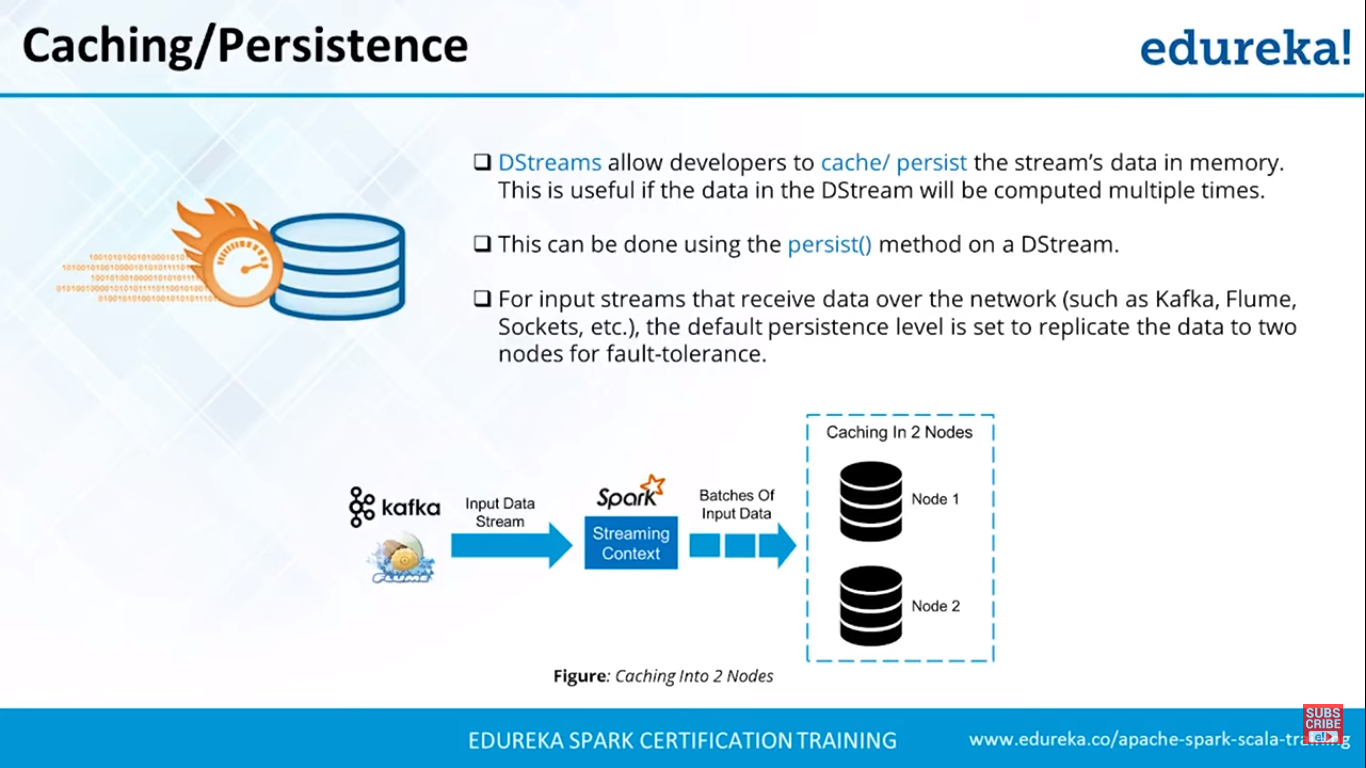 Caching/Persistence
edureka!
❑ DStreams allow developers to cache/ persist the stream's data in memory.
This is useful if the data in the DStream will be computed multiple times.
❑ This can be done using the persist() method on a DStream.
❑ For input streams that receive data over the network (such as Kafka, Flume,
Sockets, etc.), the default persistence level is set to replicate the data to two
nodes for fault-tolerance.
Caching In 2 Nodes
kafka
Input Data
Stream
Spark
Streaming
Context
Batches Of
Input Data
Node 1
FLUME
Node 2
Figure: Caching Into 2 Nodes
EDUREKA SPARK CERTIFICATION TRAINING
www.edureka.co/apache-spark-scala-training
SUBS
CRIBE
e!